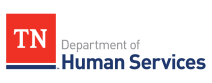 TN
Department of
Human Services